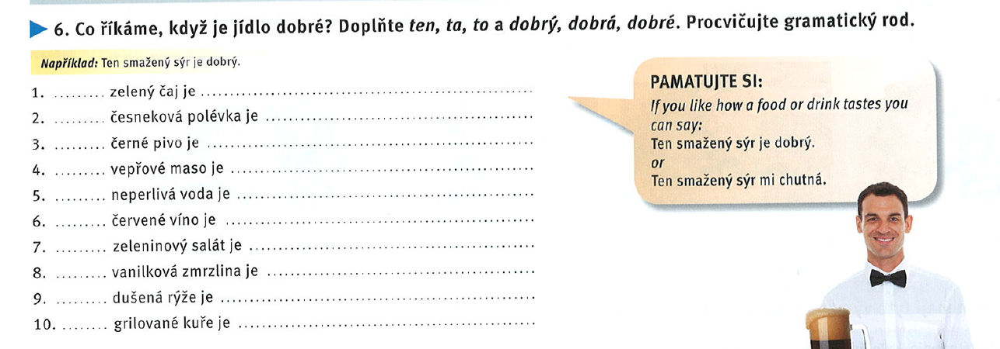 6. Co říkáme, když je jídlo dobré? Doplňte ten, ta, to a dobrý, dobrá, dobré. Procvičujte gramatický rod.
Například: Ten smažený sýr je dobrý.
1. ......... zelený čaj je ................................................................
2. ......... česneková polévka je ....................................................
3. ......... černé pivo je ...............................................................
4. ......... vepřové maso je ..........................................................
5. ......... neperlivá voda je .........................................................
6. ......... červené víno je ............................................................
7. ......... zeleninový salát je .......................................................
8. ......... vanilková zmrzlina je ....................................................
9. ......... dušená rýže je .............................................................
10. ......... grilované kuře je .........................................................
PAMATUJTE SI:
If you like how a food or drink tastes you
can say:
Ten smažený sýr je dobrý.
or
Ten smažený sýr mi chutná.